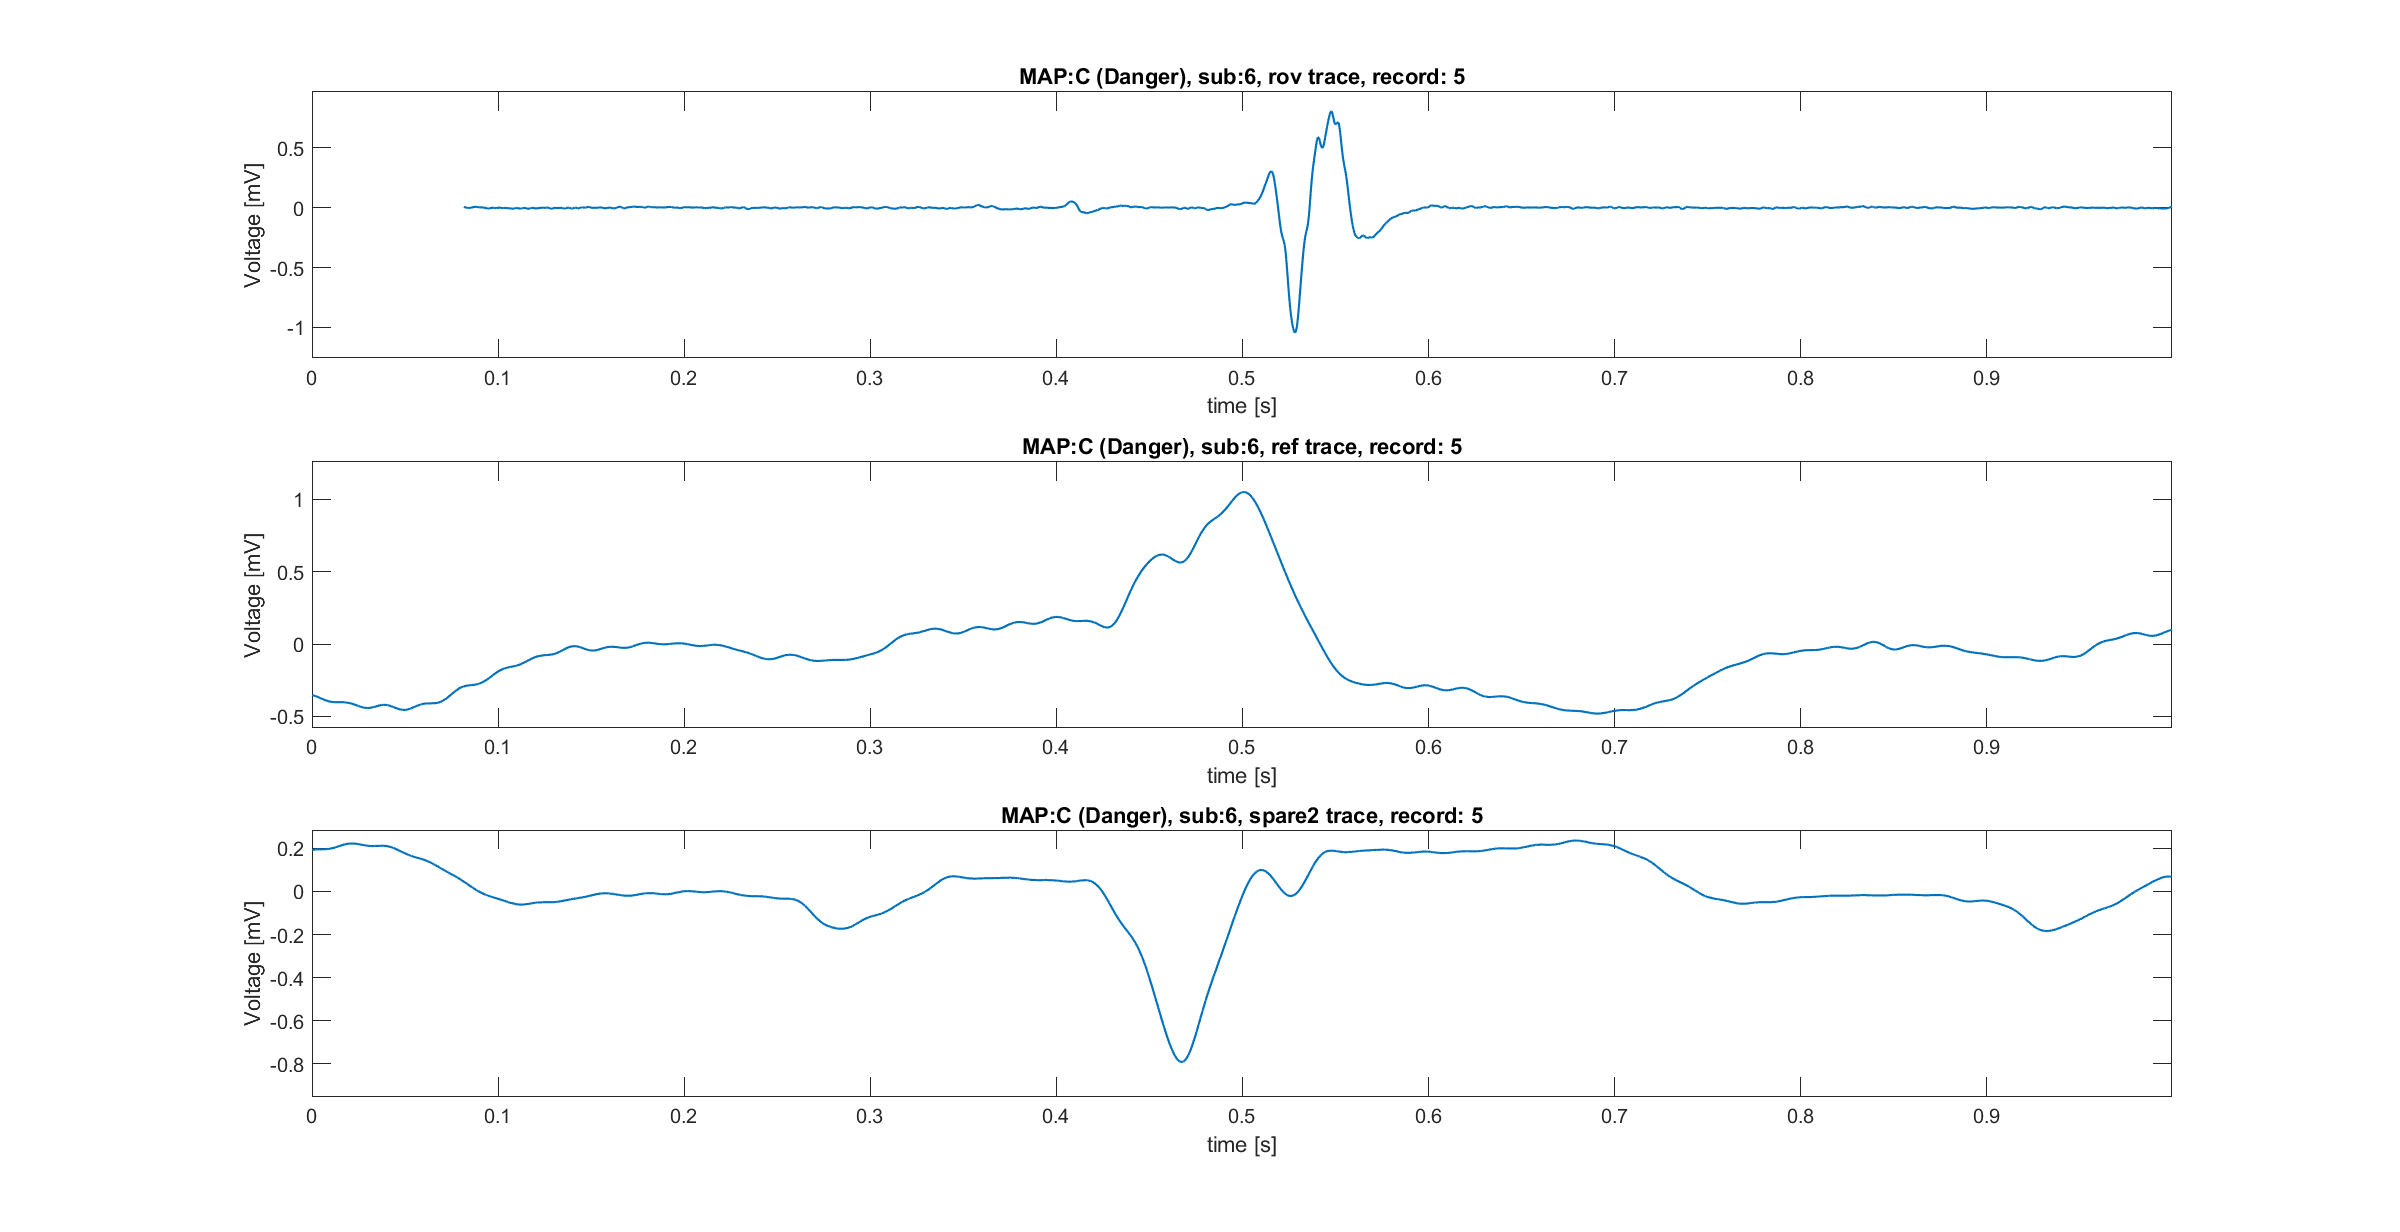 MAP:C (Danger), sub:6, rov trace, record: 5
Voltage [mV]
0.5
0
-0.5
-1
0 0.1 0.2 0.3 0.4 0.5 0.6 0.7 0.8 0.9
time [s]
MAP:C (Danger), sub:6, ref trace, record: 5
Voltage [mV]
1
0.5
0
-0.5
0 0.1 0.2 0.3 0.4 0.5 0.6 0.7 0.8 0.9
time [s]
MAP:C (Danger), sub:6, spare2 trace, record: 5
Voltage [mV]
0.2
0
-0.2
-0.4
-0.6
-0.8
0 0.1 0.2 0.3 0.4 0.5 0.6 0.7 0.8 0.9
time [s]